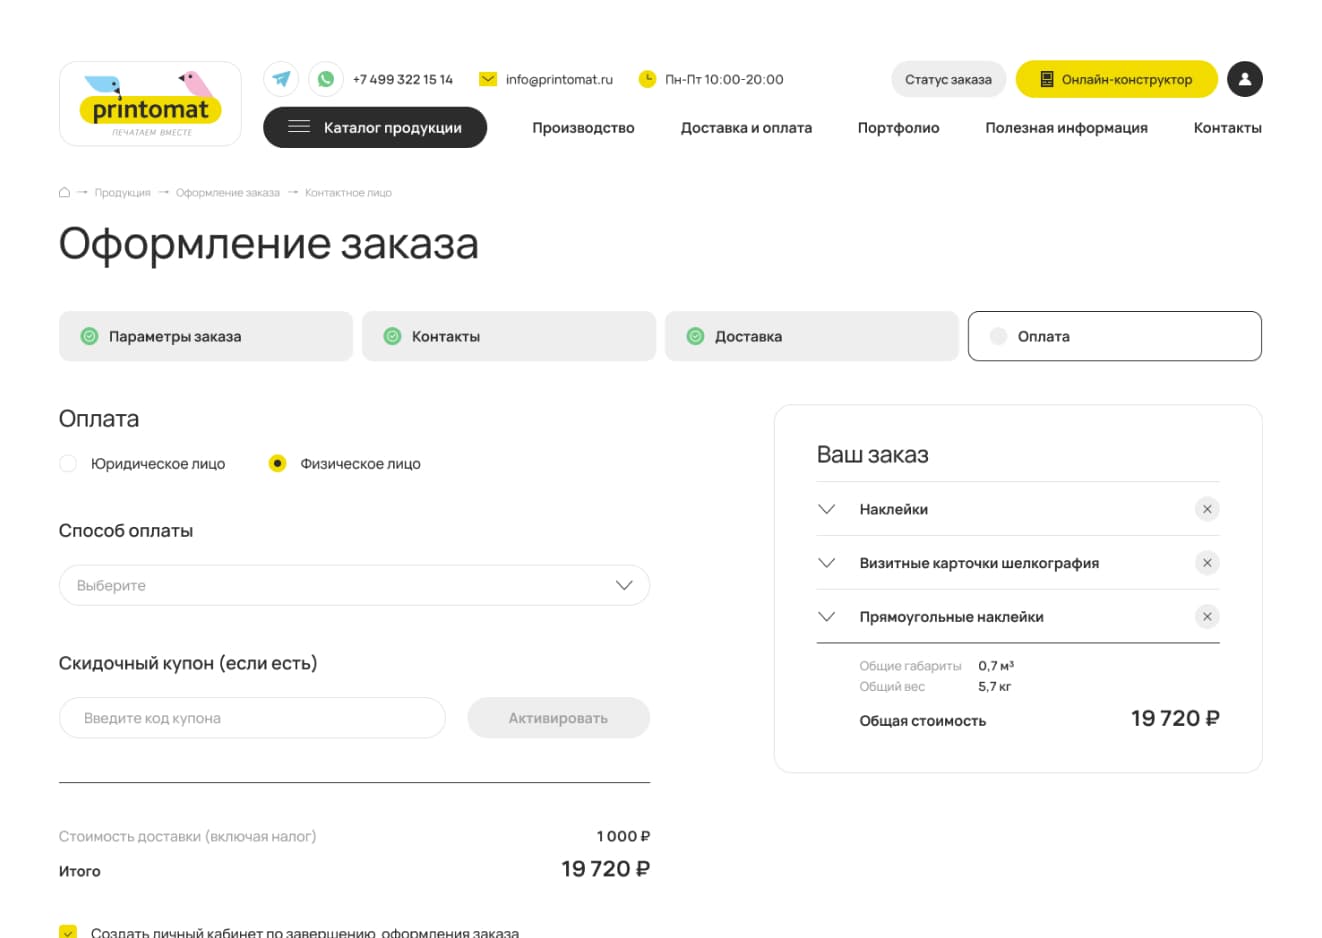 printomat
ПЕЧАТАЕМ ВМЕСТЕ
+7 499 322 15 14
info@printomat.ru
Пн-Пт 10:00-20:00
Статус заказа
Онлайн-конструктор
Каталог продукции
Производство
Доставка и оплата
Портфолио
Полезная информация
Контакты
Продукция → Оформление заказа → Контактное лицо
Оформление заказа
Параметры заказа
Контакты
Доставка
Оплата
Оплата
Юридическое лицо
Физическое лицо
Способ оплаты
Выберите
Скидочный купон (если есть)
Введите код купона
Активировать
Стоимость доставки (включая налог) 1 000 ₽
Итого 19 720 ₽
Создать личный кабинет по завершению оформления заказа
Ваш заказ
Наклейки
Визитные карточки шелкография
Прямоугольные наклейки
Общие габариты 0,7 м³
Общий вес 5,7 кг
Общая стоимость 19 720 ₽